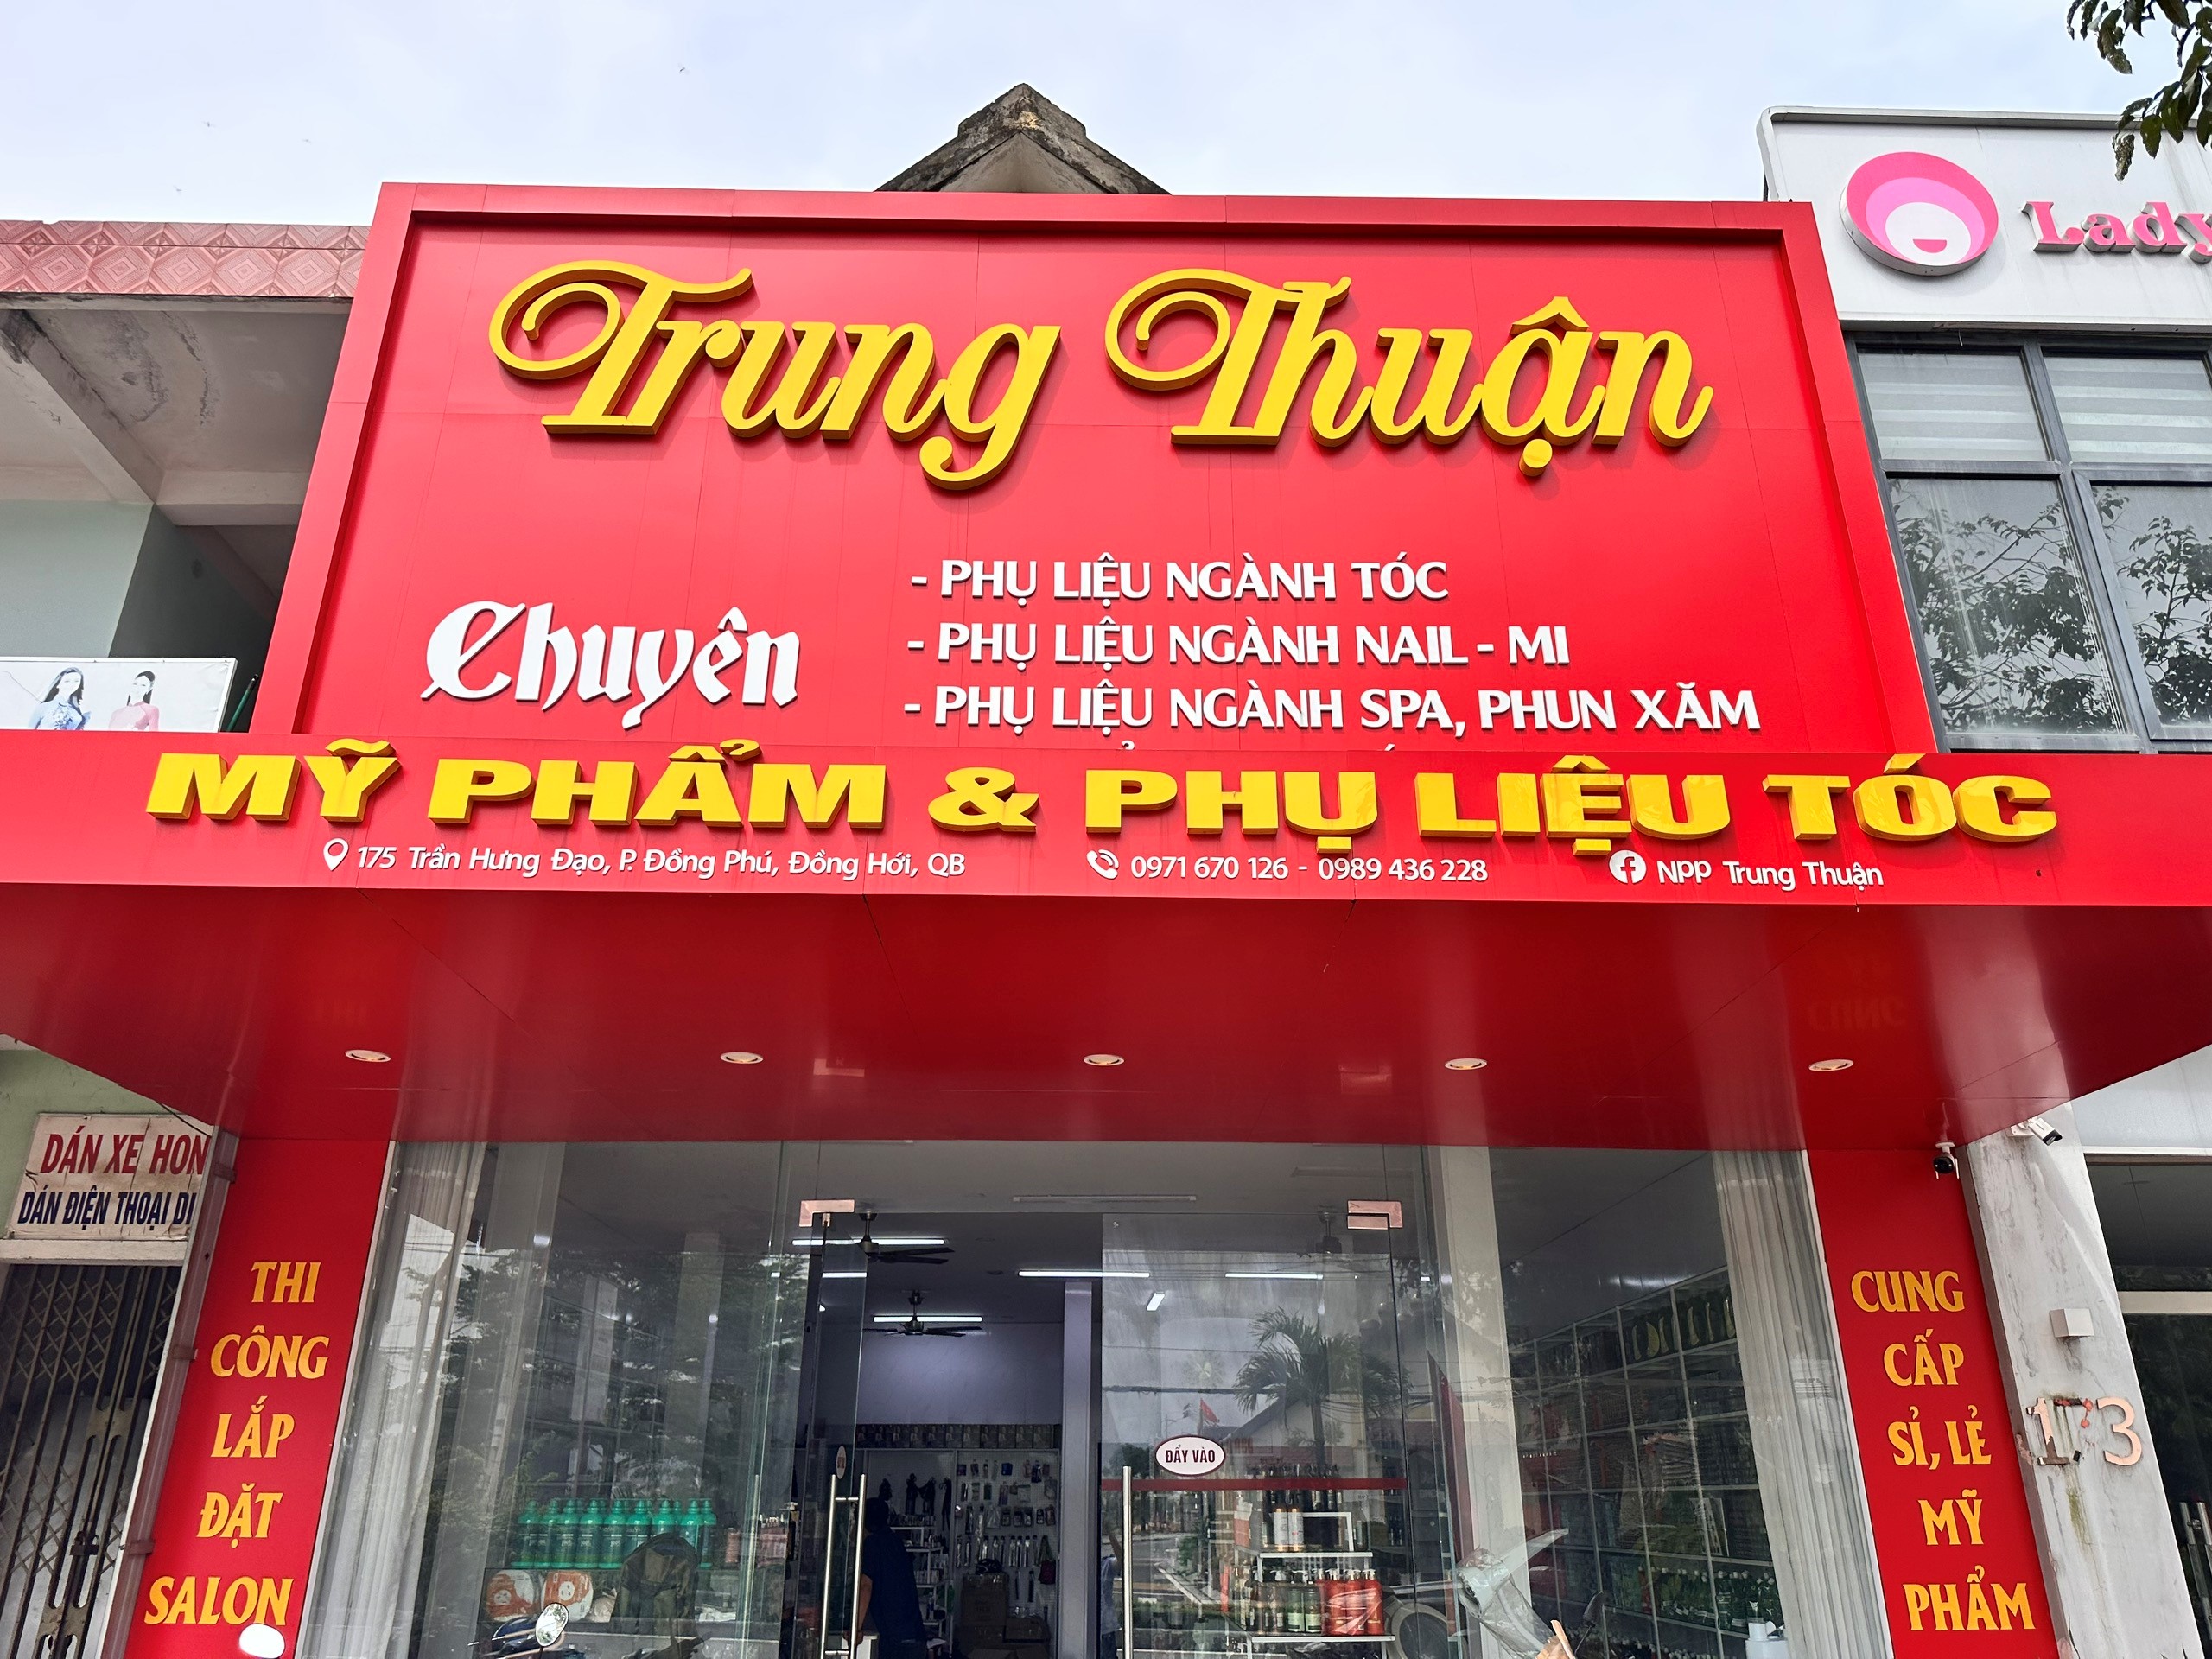 Trung Thuận
Lady
Chuyên
- PHỤ LIỆU NGÀNH TÓC
- PHỤ LIỆU NGÀNH NAIL - MI
- PHỤ LIỆU NGÀNH SPA, PHUN XĂM
MỸ PHẨM & PHỤ LIỆU TÓC
175 Trần Hưng Đạo, P. Đồng Phú, Đồng Hới, QB
0971 670 126 - 0989 436 228
Npp Trung Thuận
DÁN XE HON
DÁN ĐIỆN THOẠI DI
THI
CÔNG
LẮP
ĐẶT
SALON
ĐẨY VÀO
CUNG
CẤP
SỈ, LẺ
MỸ
PHẨM
173